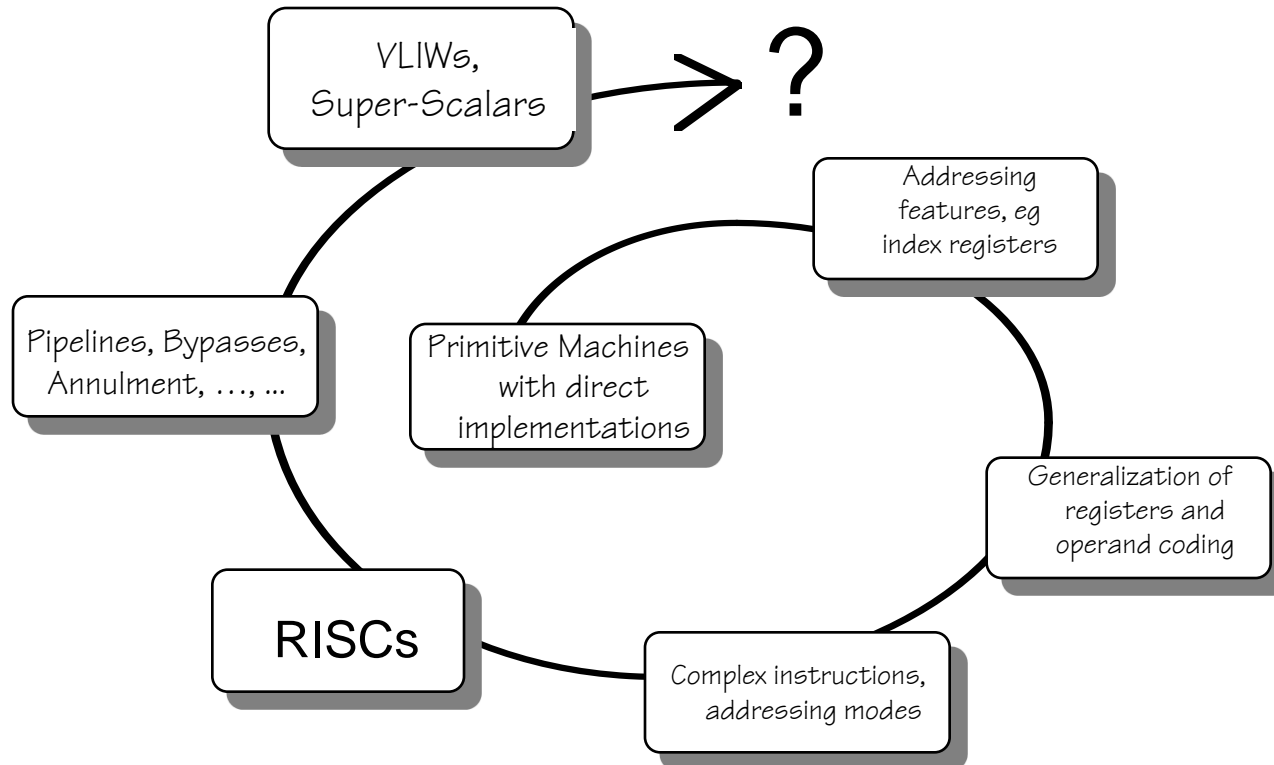 VLIWs,
Super-Scalars
?
Addressing
features, eg
index registers
Pipelines, Bypasses,
Annulment, ..., ...
Primitive Machines
with direct
implementations
Generalization of
registers and
operand coding
RISCs
Complex instructions,
addressing modes